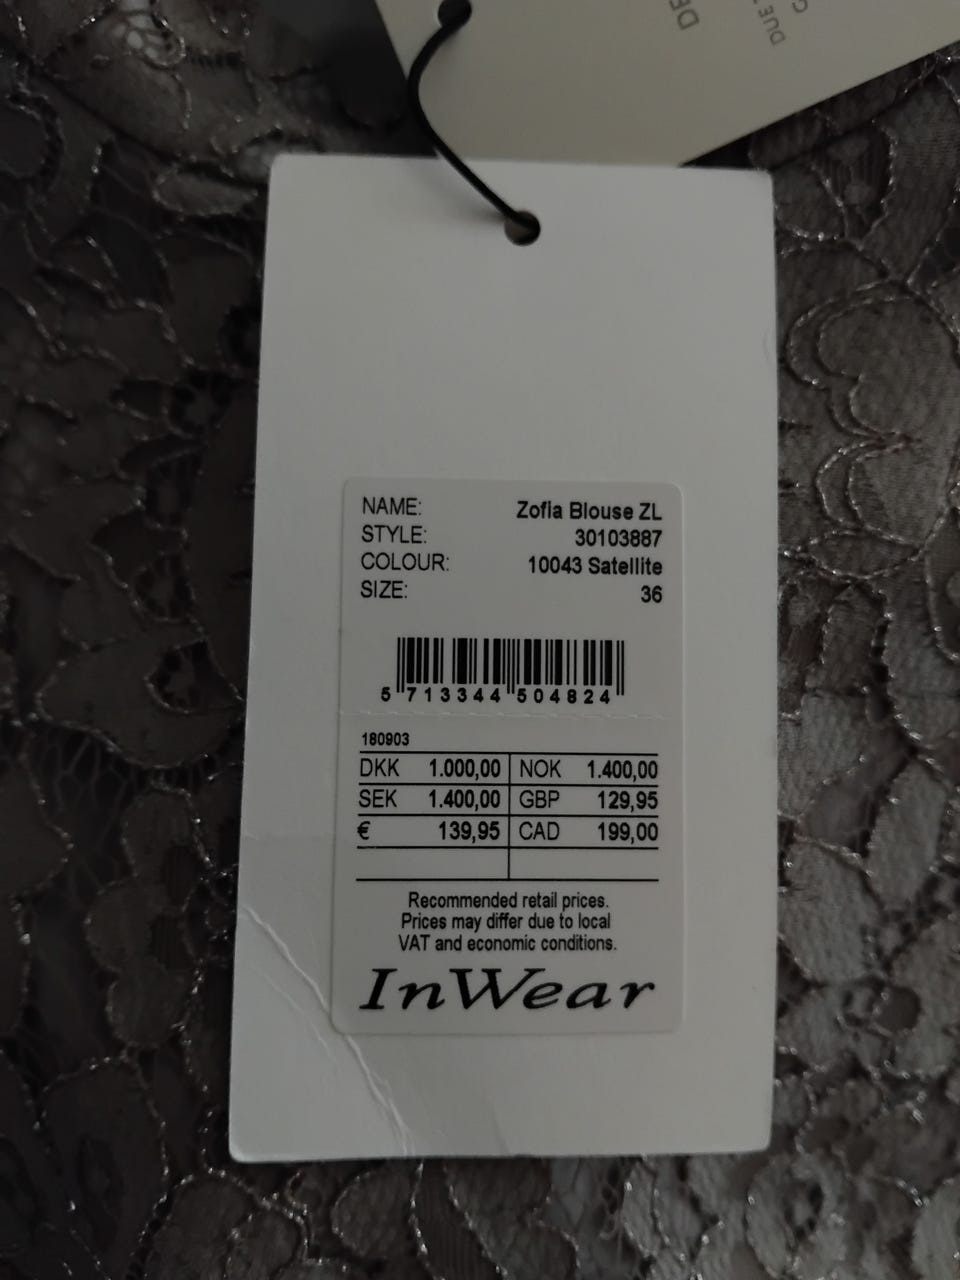 DE
DUE
NAME: Zofia Blouse ZL
STYLE: 30103887
COLOUR: 10043 Satellite
SIZE: 36
5 713344 504824
180903
DKK 1.000,00 NOK 1.400,00
SEK 1.400,00 GBP 129,95
€ 139,95 CAD 199,00
Recommended retail prices.
Prices may differ due to local
VAT and economic conditions.
InWear